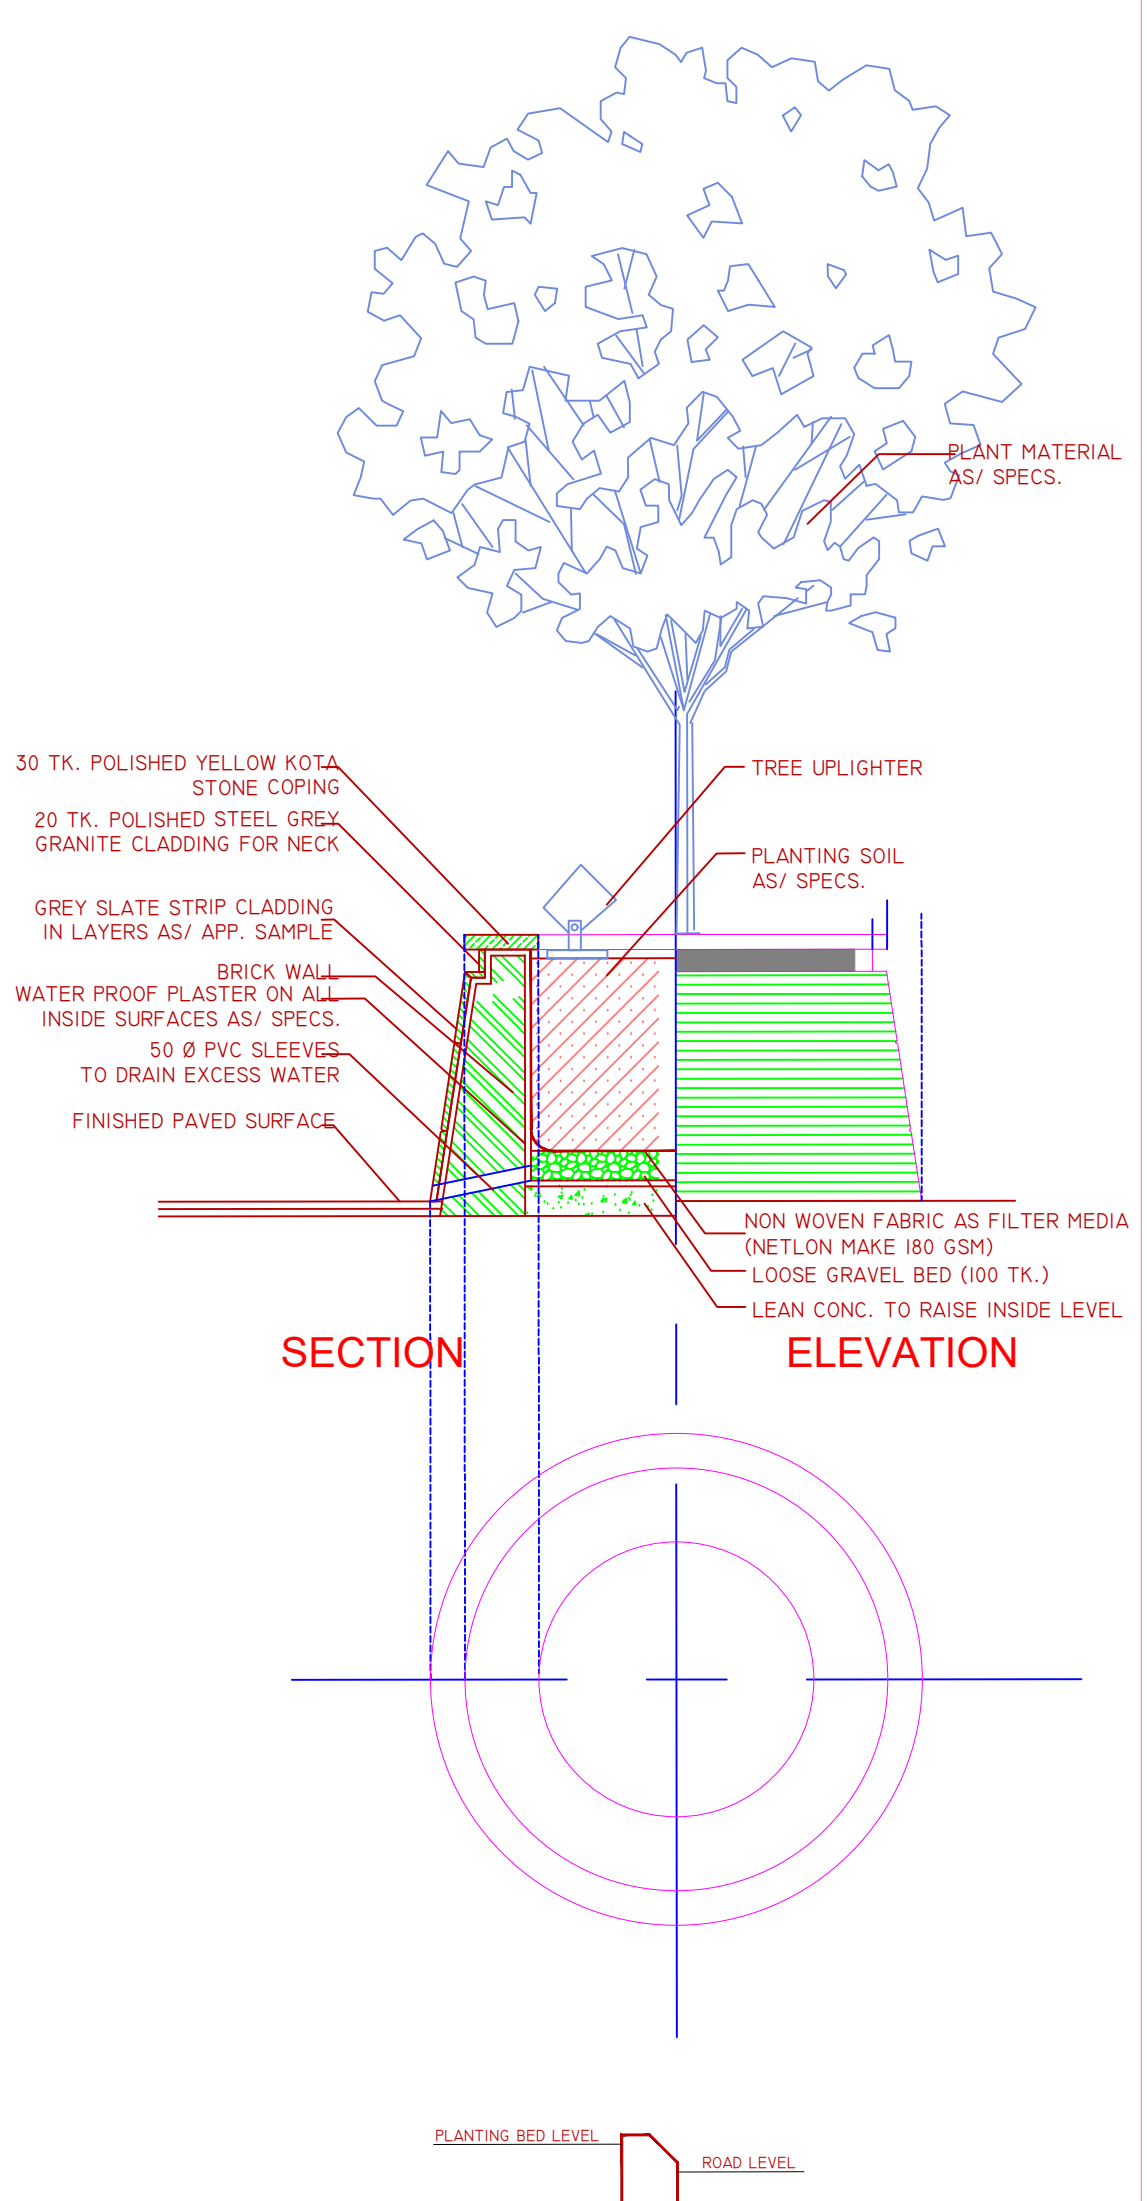 PLANT MATERIAL
AS/ SPECS.
30 TK. POLISHED YELLOW KOTA
STONE COPING
20 TK. POLISHED STEEL GREY
GRANITE CLADDING FOR NECK
GREY SLATE STRIP CLADDING
IN LAYERS AS/ APP. SAMPLE
BRICK WALL
WATER PROOF PLASTER ON ALL
INSIDE SURFACES AS/ SPECS.
50 Ø PVC SLEEVES
TO DRAIN EXCESS WATER
FINISHED PAVED SURFACE
TREE UPLIGHTER
PLANTING SOIL
AS/ SPECS.
NON WOVEN FABRIC AS FILTER MEDIA
(NETLON MAKE 180 GSM)
LOOSE GRAVEL BED (100 TK.)
LEAN CONC. TO RAISE INSIDE LEVEL
SECTION
ELEVATION
PLANTING BED LEVEL
ROAD LEVEL